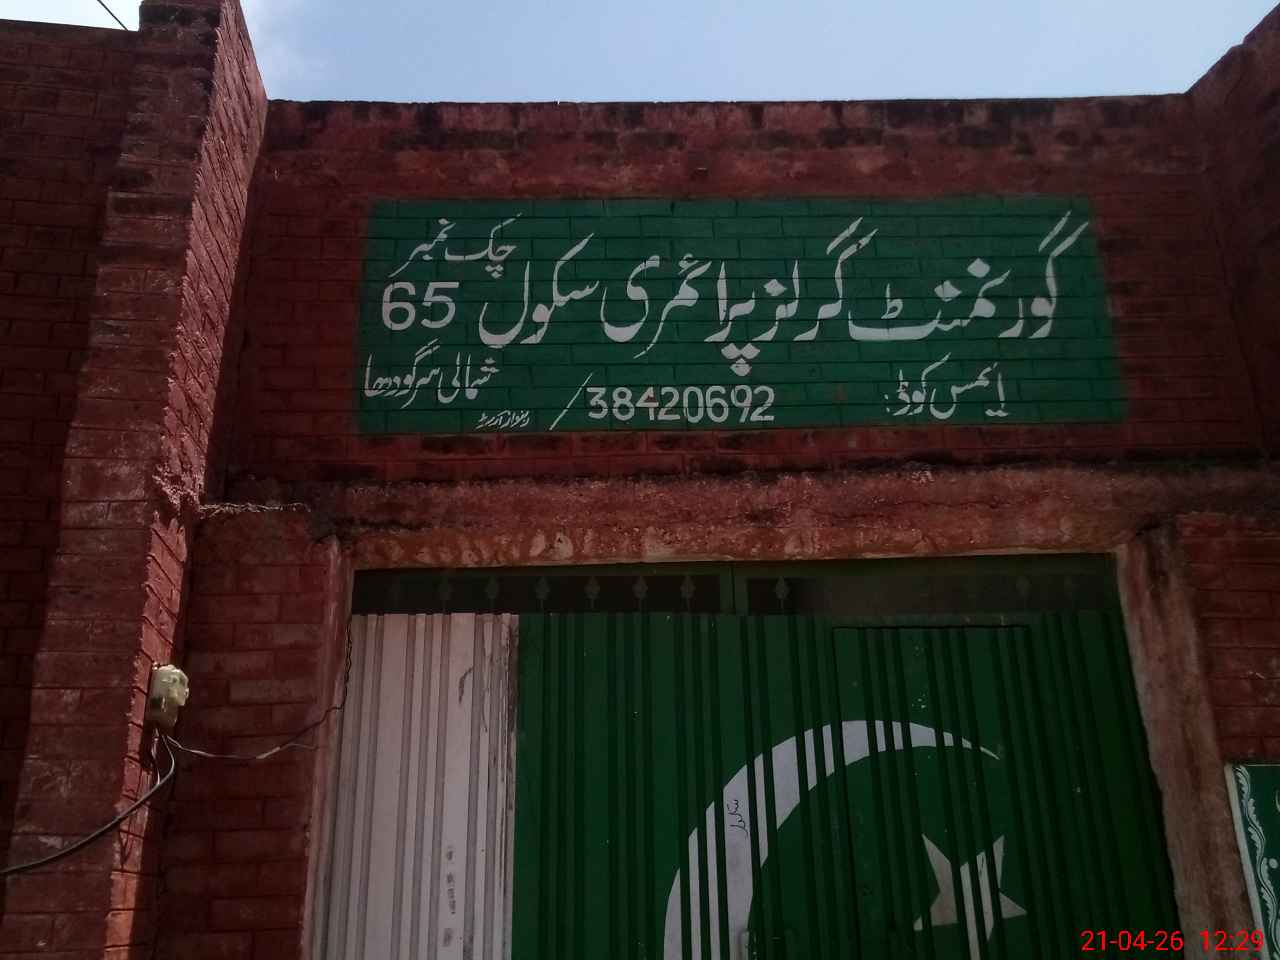 گورنمنٹ گرلز پرائمری سکول چک نمبر 65
ایمس کوڈ: / 38420692 شمالی سرگودھا
21-04-26 12:29